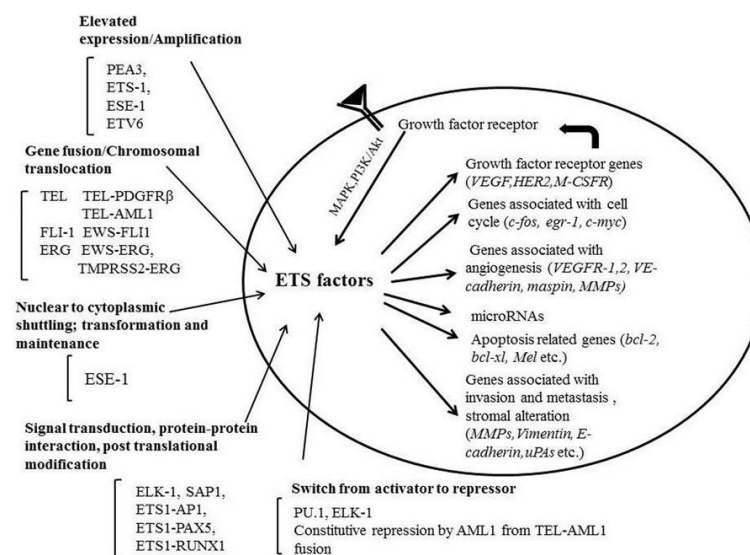 Elevated
expression/Amplification
PEA3,
ETS-1,
ESE-1
ETV6
Gene fusion/Chromosomal
translocation
TEL TEL-PDGFRβ
TEL-AML1
FLI-1 EWS-FLI1
ERG EWS-ERG,
TMPRSS2-ERG
Nuclear to cytoplasmic
shuttling; transformation and
maintenance
ESE-1
Signal transduction, protein-protein
interaction, post translational
modification
ELK-1, SAP1,
ETS1-AP1,
ETS1-PAX5,
ETS1-RUNX1
Switch from activator to repressor
PU.1, ELK-1
Constitutive repression by AML1 from TEL-AML1
fusion
ETS factors
MAPK,PI3K/Akt
Growth factor receptor
Growth factor receptor genes
(VEGF,HER2,M-CSFR)
Genes associated with cell
cycle (c-fos, egr-1, c-myc)
Genes associated with
angiogenesis (VEGFR-1,2, VE-
cadherin, maspin, MMPs)
microRNAs
Apoptosis related genes (bcl-2,
bcl-xl, Mel etc.)
Genes associated with
invasion and metastasis ,
stromal alteration
(MMPs,Vimentin, E-
cadherin,uPAs etc.)